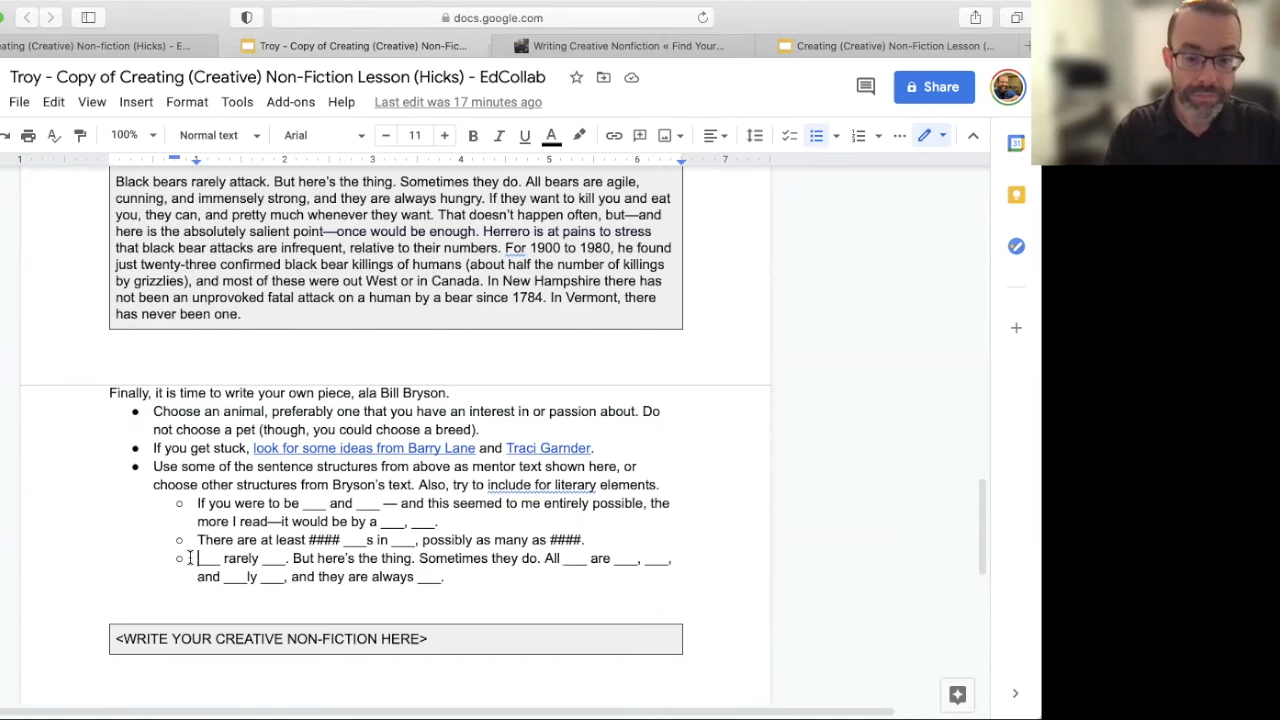 docs.google.com
eating (Creative) Non-fiction (Hicks) - E...
Troy - Copy of Creating (Creative) Non-Fic...
Writing Creative Nonfiction « Find Your...
Creating (Creative) Non-Fiction Lesson (...
Troy - Copy of Creating (Creative) Non-Fiction Lesson (Hicks) - EdCollab
File Edit View Insert Format Tools Add-ons Help Last edit was 17 minutes ago
Share
100% Normal text Arial 11 B I U A
1 1 2 3 4 5 6 7
31
Black bears rarely attack. But here's the thing. Sometimes they do. All bears are agile,
cunning, and immensely strong, and they are always hungry. If they want to kill you and eat
you, they can, and pretty much whenever they want. That doesn't happen often, but—and
here is the absolutely salient point—once would be enough. Herrero is at pains to stress
that black bear attacks are infrequent, relative to their numbers. For 1900 to 1980, he found
just twenty-three confirmed black bear killings of humans (about half the number of killings
by grizzlies), and most of these were out West or in Canada. In New Hampshire there has
not been an unprovoked fatal attack on a human by a bear since 1784. In Vermont, there
has never been one.
Finally, it is time to write your own piece, ala Bill Bryson.
● Choose an animal, preferably one that you have an interest in or passion about. Do
not choose a pet (though, you could choose a breed).
● If you get stuck, look for some ideas from Barry Lane and Traci Garnder.
● Use some of the sentence structures from above as mentor text shown here, or
choose other structures from Bryson's text. Also, try to include for literary elements.
○ If you were to be ___ and ___ — and this seemed to me entirely possible, the
more I read—it would be by a ___, ___.
○ There are at least #### ___s in ___, possibly as many as ####.
○ ___ rarely ___. But here's the thing. Sometimes they do. All ___ are ___, ___,
and ___ly ___, and they are always ___.
<WRITE YOUR CREATIVE NON-FICTION HERE>